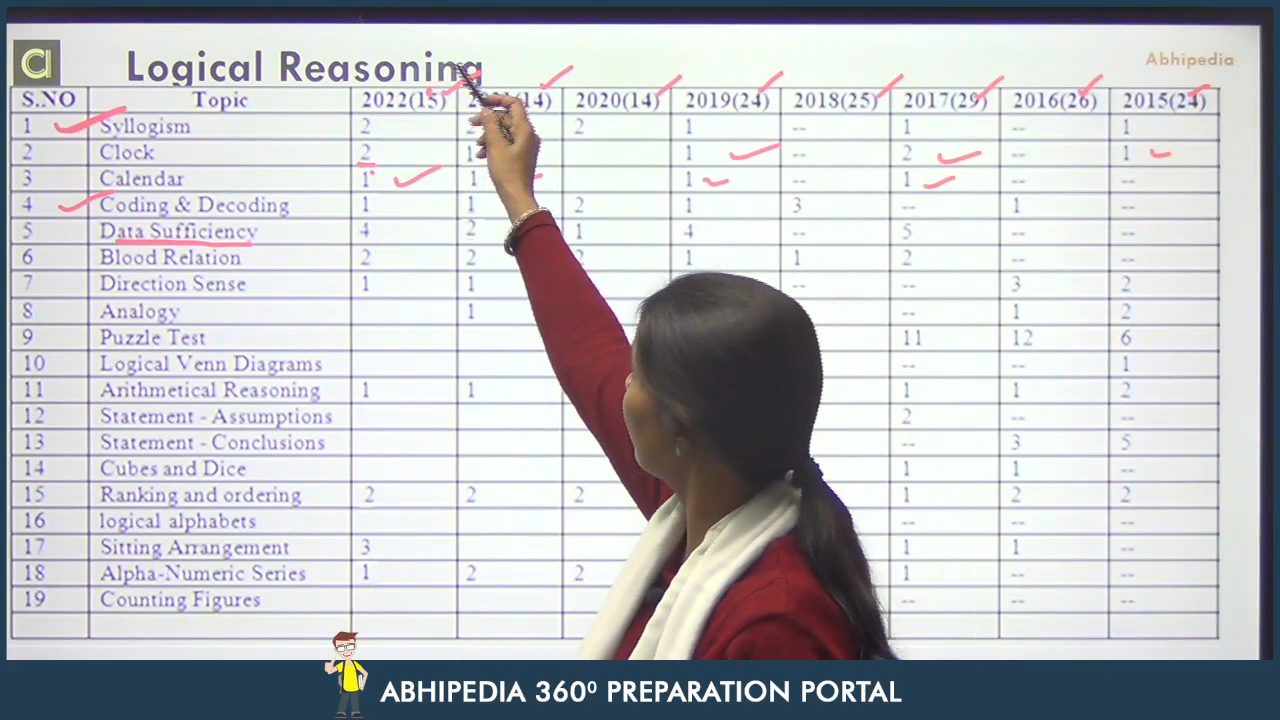 Logical Reasoning
Abhipedia
S.NO Topic 2022(15) (14) 2020(14) 2019(24) 2018(25) 2017(29) 2016(26) 2015(24)
1 Syllogism 2 2 2 1 -- 1 -- 1
2 Clock 2 1 1 -- 2 -- 1
3 Calendar 1 1 1 -- 1 -- --
4 Coding & Decoding 1 1 2 1 3 -- 1 --
5 Data Sufficiency 4 2 1 4 -- 5 -- --
6 Blood Relation 2 2 2 1 1 2 -- --
7 Direction Sense 1 1 -- -- 3 2
8 Analogy 1 -- 1 2
9 Puzzle Test 11 12 6
10 Logical Venn Diagrams -- -- 1
11 Arithmetical Reasoning 1 1 1 1 2
12 Statement - Assumptions 2 -- --
13 Statement - Conclusions -- 3 5
14 Cubes and Dice 1 1 --
15 Ranking and ordering 2 2 2 1 2 2
16 logical alphabets -- -- --
17 Sitting Arrangement 3 1 1 --
18 Alpha-Numeric Series 1 2 2 1 -- --
19 Counting Figures -- -- --
ABHIPEDIA 360⁰ PREPARATION PORTAL